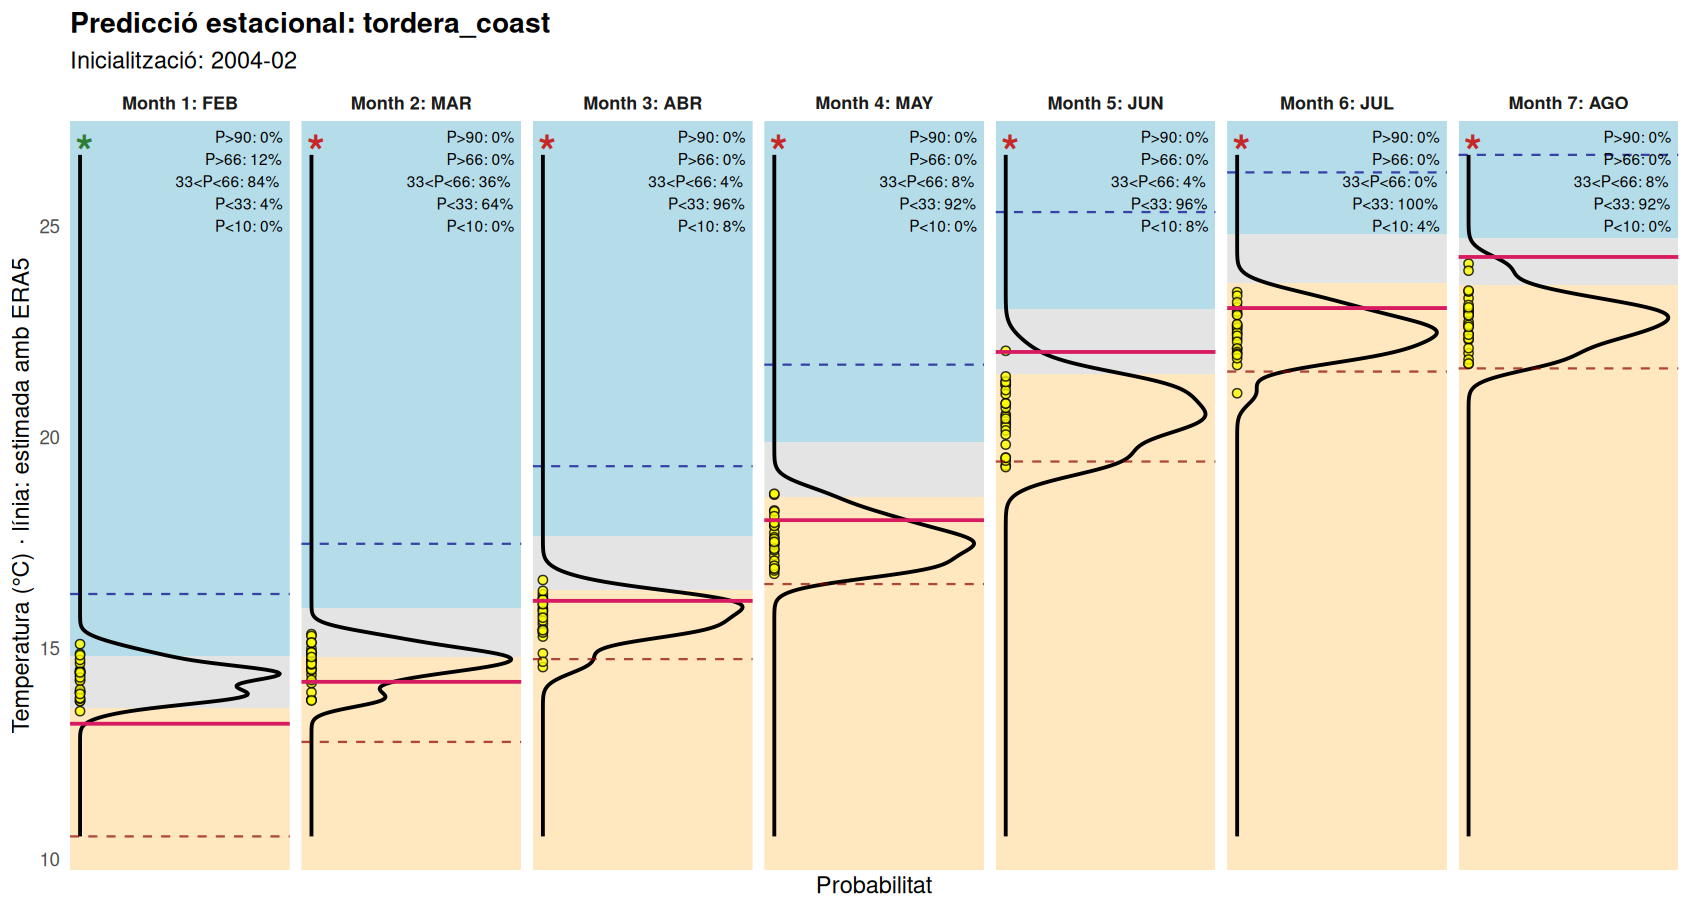 Predicció estacional: tordera_coast
Inicialització: 2004-02
Month 1: FEB
Month 2: MAR
Month 3: ABR
Month 4: MAY
Month 5: JUN
Month 6: JUL
Month 7: AGO
*
P>90: 0%
P>66: 12%
33<P<66: 84%
P<33: 4%
P<10: 0%
*
P>90: 0%
P>66: 0%
33<P<66: 36%
P<33: 64%
P<10: 0%
*
P>90: 0%
P>66: 0%
33<P<66: 4%
P<33: 96%
P<10: 8%
*
P>90: 0%
P>66: 0%
33<P<66: 8%
P<33: 92%
P<10: 0%
*
P>90: 0%
P>66: 0%
33<P<66: 4%
P<33: 96%
P<10: 8%
*
P>90: 0%
P>66: 0%
33<P<66: 0%
P<33: 100%
P<10: 4%
*
P>90: 0%
P>66: 0%
33<P<66: 8%
P<33: 92%
P<10: 0%
25
20
15
10
Temperatura (°C) · línia: estimada amb ERA5
Probabilitat